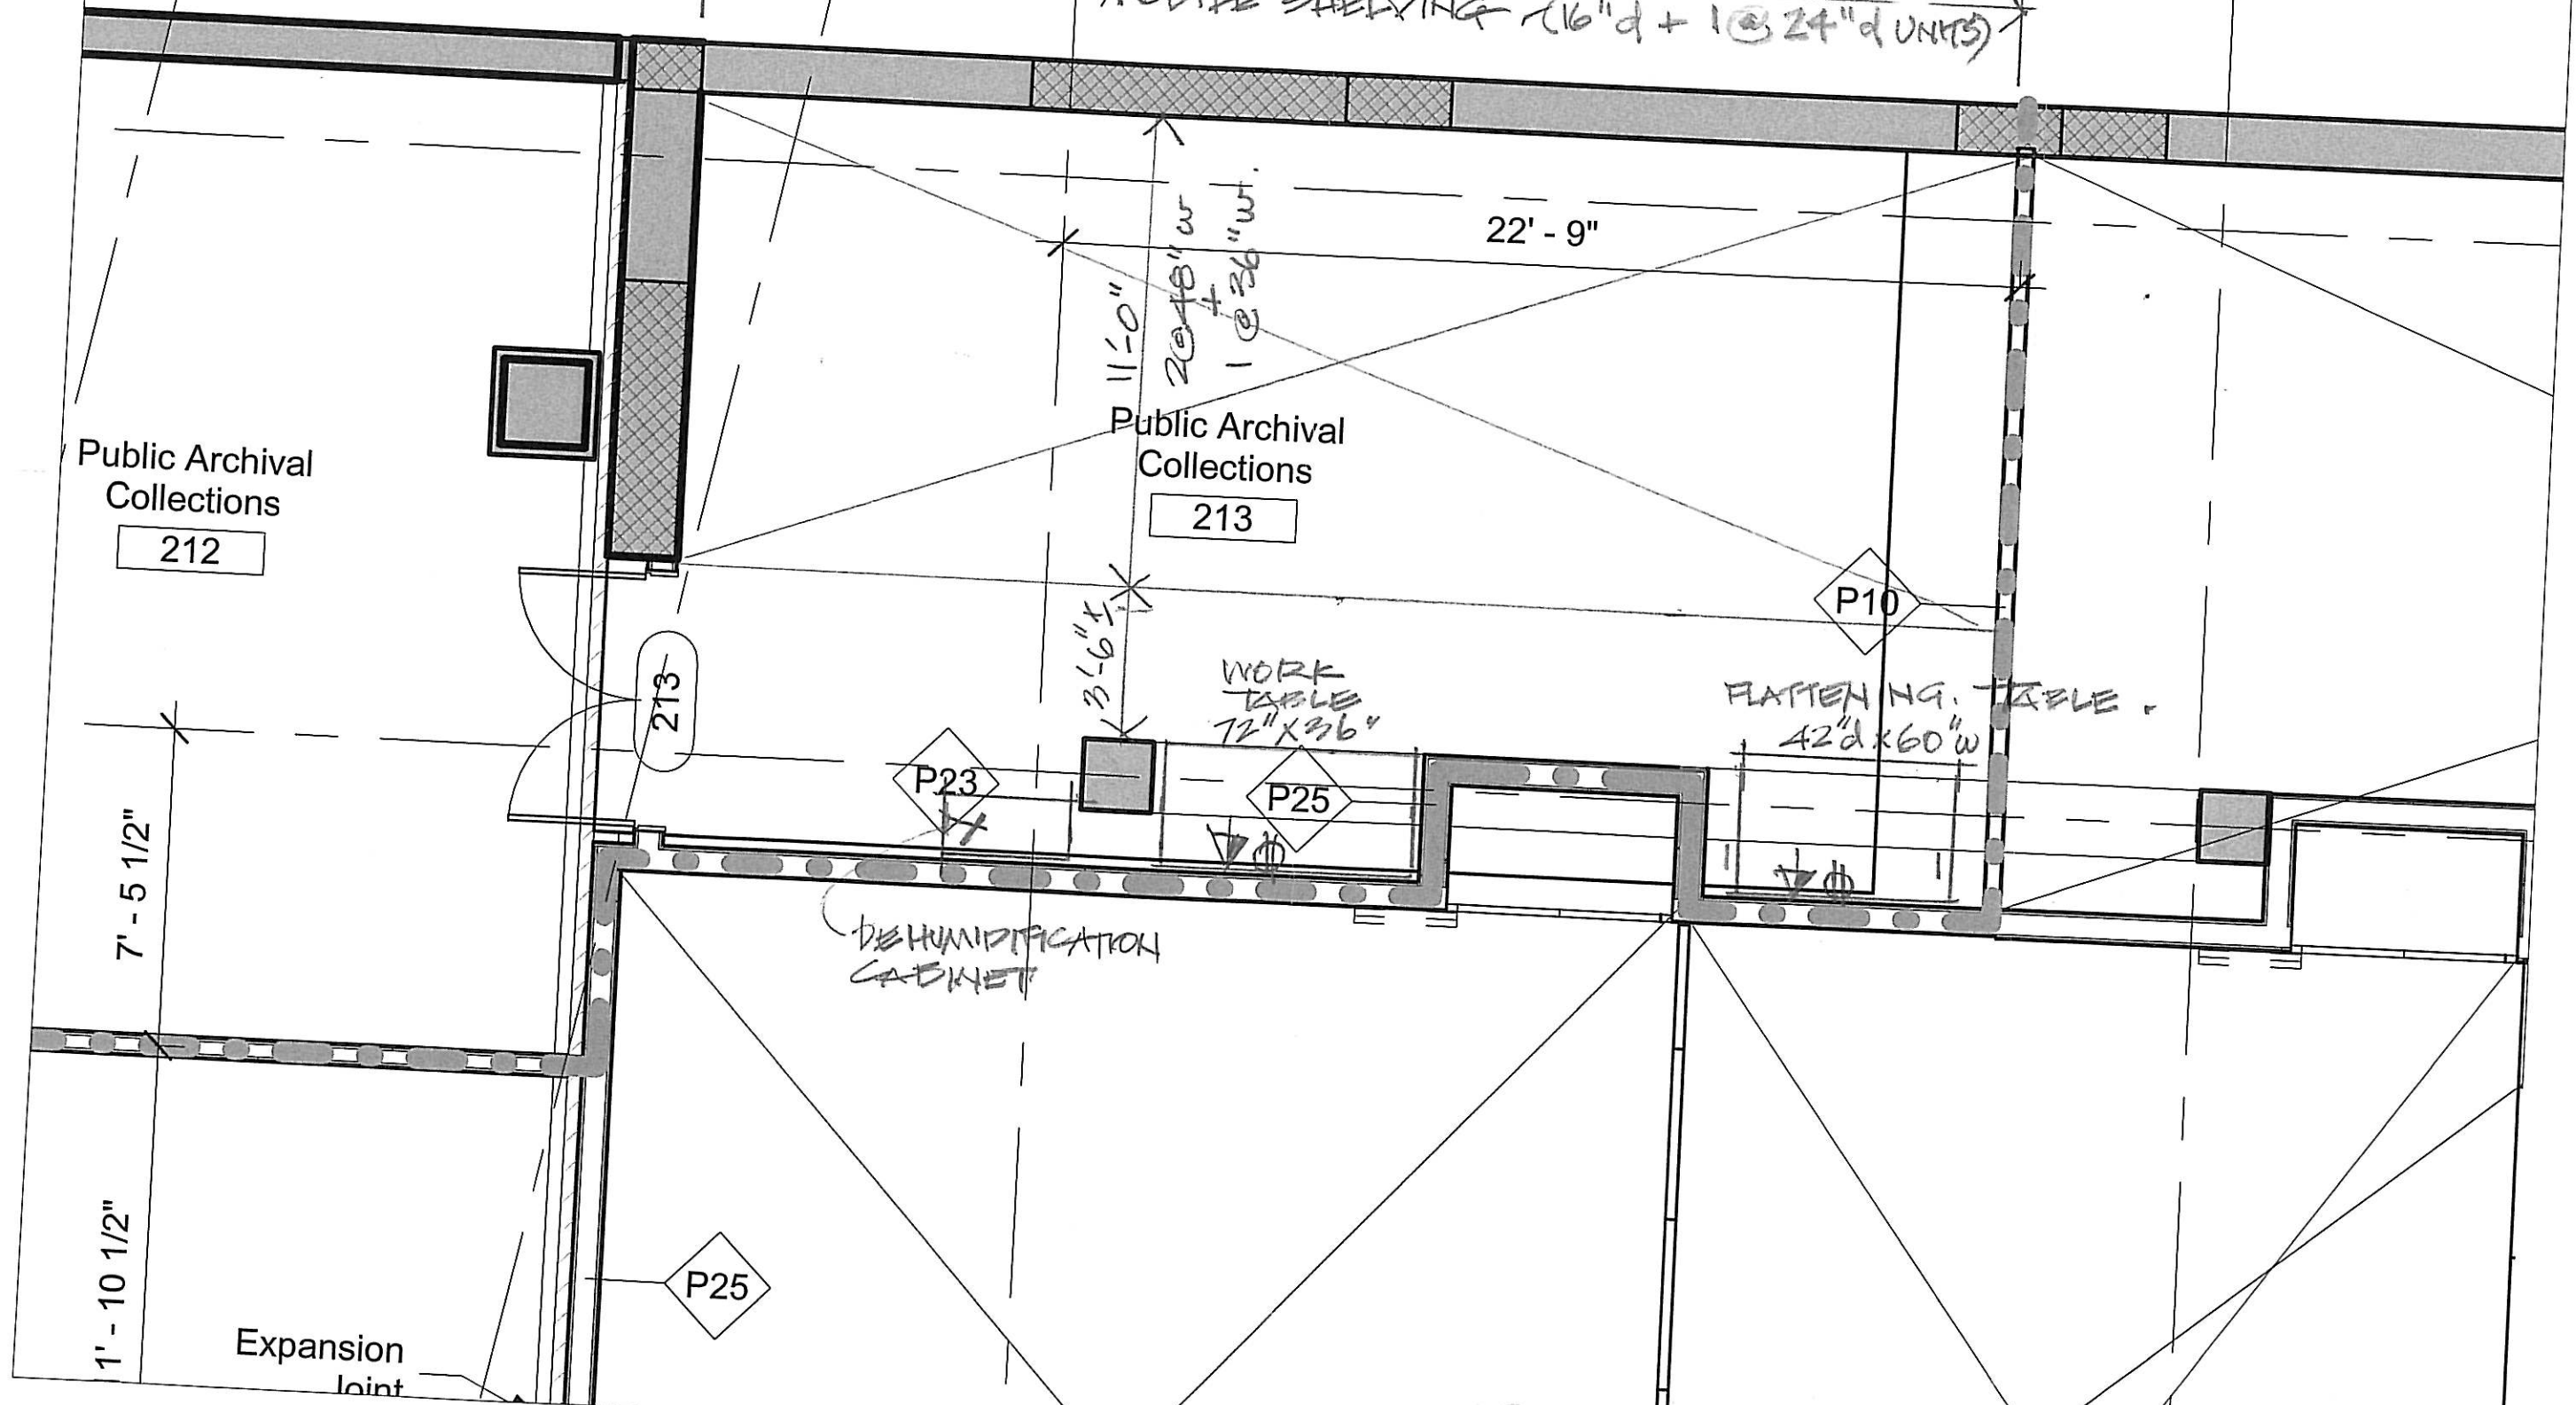 SHELVING (16"d + 1@24"d UNITS)
22' - 9"
11'-0"
2@48"w
+
1@36"w.
Public Archival
Collections
213
Public Archival
Collections
212
P10
3'-6"±
213
WORK
TABLE
72"x36"
FLATTENING. TABLE.
42"d x 60"w
P23
P25
7' - 5 1/2"
DEHUMIDIFICATION
CABINET
1' - 10 1/2"
P25
Expansion
Joint